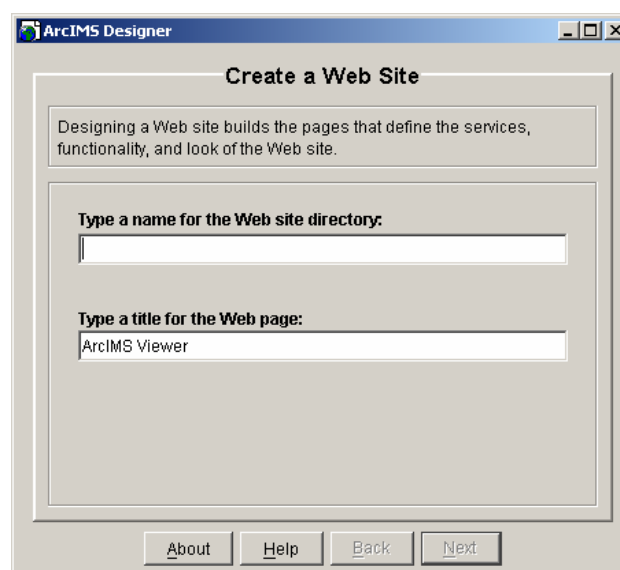 ArcIMS Designer
Create a Web Site
Designing a Web site builds the pages that define the services,
functionality, and look of the Web site.
Type a name for the Web site directory:
Type a title for the Web page:
ArcIMS Viewer
About Help Back Next